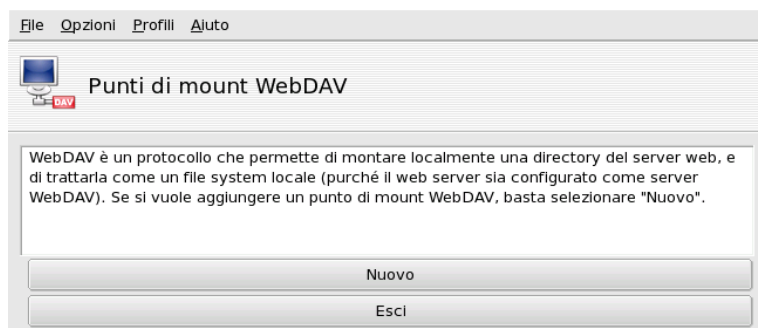 File Opzioni Profili Aiuto
DAV
Punti di mount WebDAV
WebDAV è un protocollo che permette di montare localmente una directory del server web, e
di trattarla come un file system locale (purché il web server sia configurato come server
WebDAV). Se si vuole aggiungere un punto di mount WebDAV, basta selezionare "Nuovo".
Nuovo
Esci